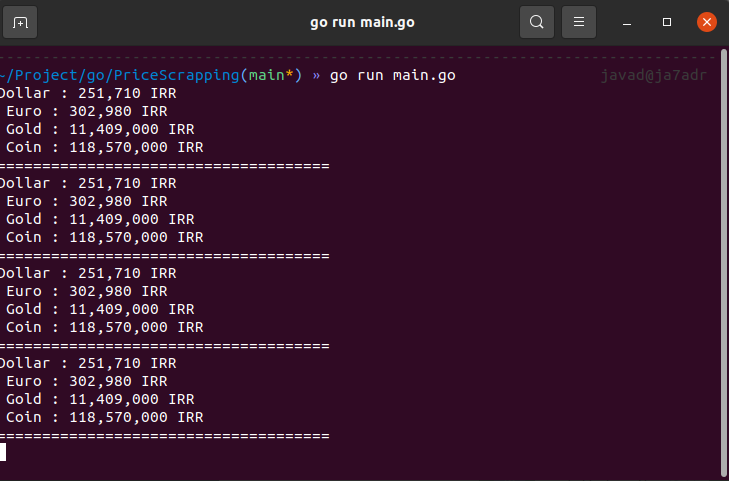 go run main.go
~/Project/go/PriceScrapping(main*) » go run main.go javad@ja7adr
Dollar : 251,710 IRR
Euro : 302,980 IRR
Gold : 11,409,000 IRR
Coin : 118,570,000 IRR
=====================================
Dollar : 251,710 IRR
Euro : 302,980 IRR
Gold : 11,409,000 IRR
Coin : 118,570,000 IRR
=====================================
Dollar : 251,710 IRR
Euro : 302,980 IRR
Gold : 11,409,000 IRR
Coin : 118,570,000 IRR
=====================================
Dollar : 251,710 IRR
Euro : 302,980 IRR
Gold : 11,409,000 IRR
Coin : 118,570,000 IRR
=====================================